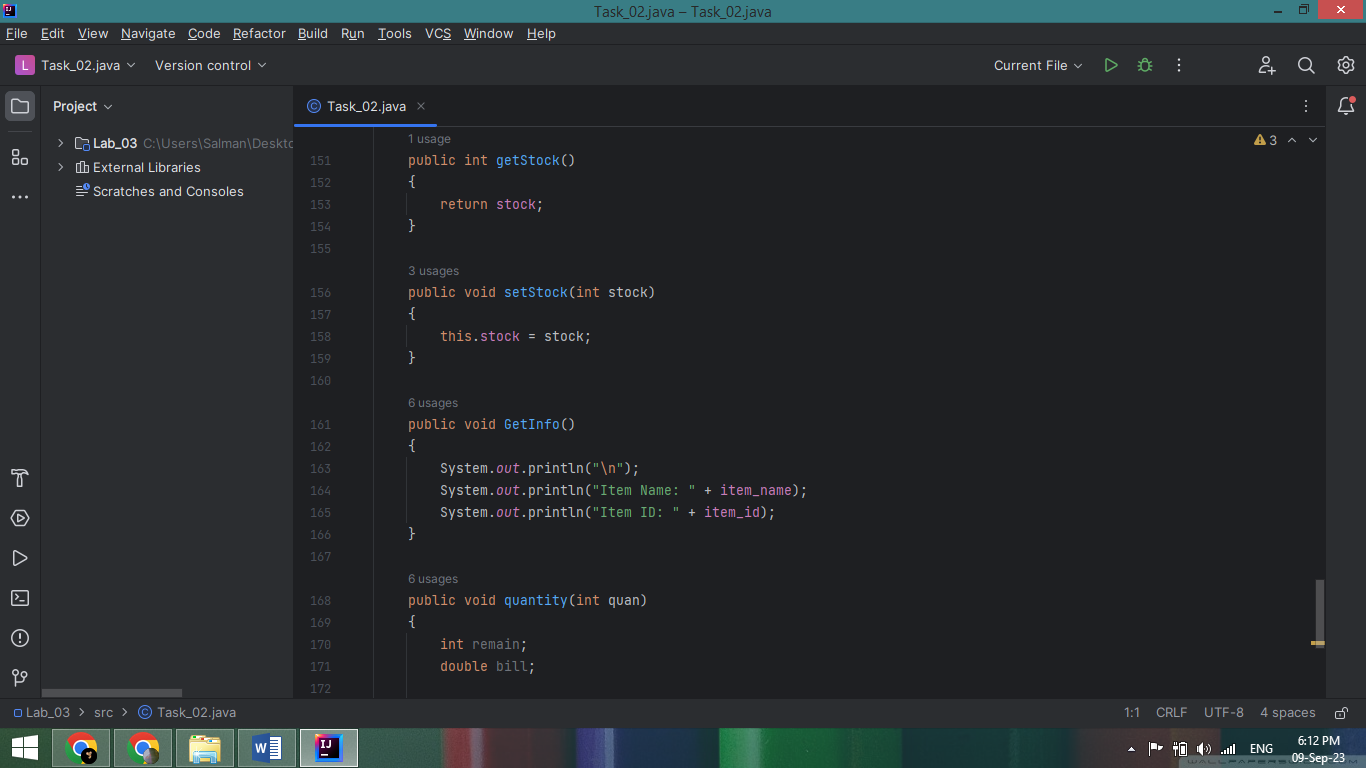 Task_02.java – Task_02.java
File Edit View Navigate Code Refactor Build Run Tools VCS Window Help
L Task_02.java Version control Current File
Project
Task_02.java
Lab_03 C:\Users\Salman\Deskto
External Libraries
Scratches and Consoles
3
1 usage
151 public int getStock()
152 {
153 return stock;
154 }
155
3 usages
156 public void setStock(int stock)
157 {
158 this.stock = stock;
159 }
160
6 usages
161 public void GetInfo()
162 {
163 System.out.println("\n");
164 System.out.println("Item Name: " + item_name);
165 System.out.println("Item ID: " + item_id);
166 }
167
6 usages
168 public void quantity(int quan)
169 {
170 int remain;
171 double bill;
172
Lab_03 > src > Task_02.java 1:1 CRLF UTF-8 4 spaces
ENG
6:12 PM
09-Sep-23